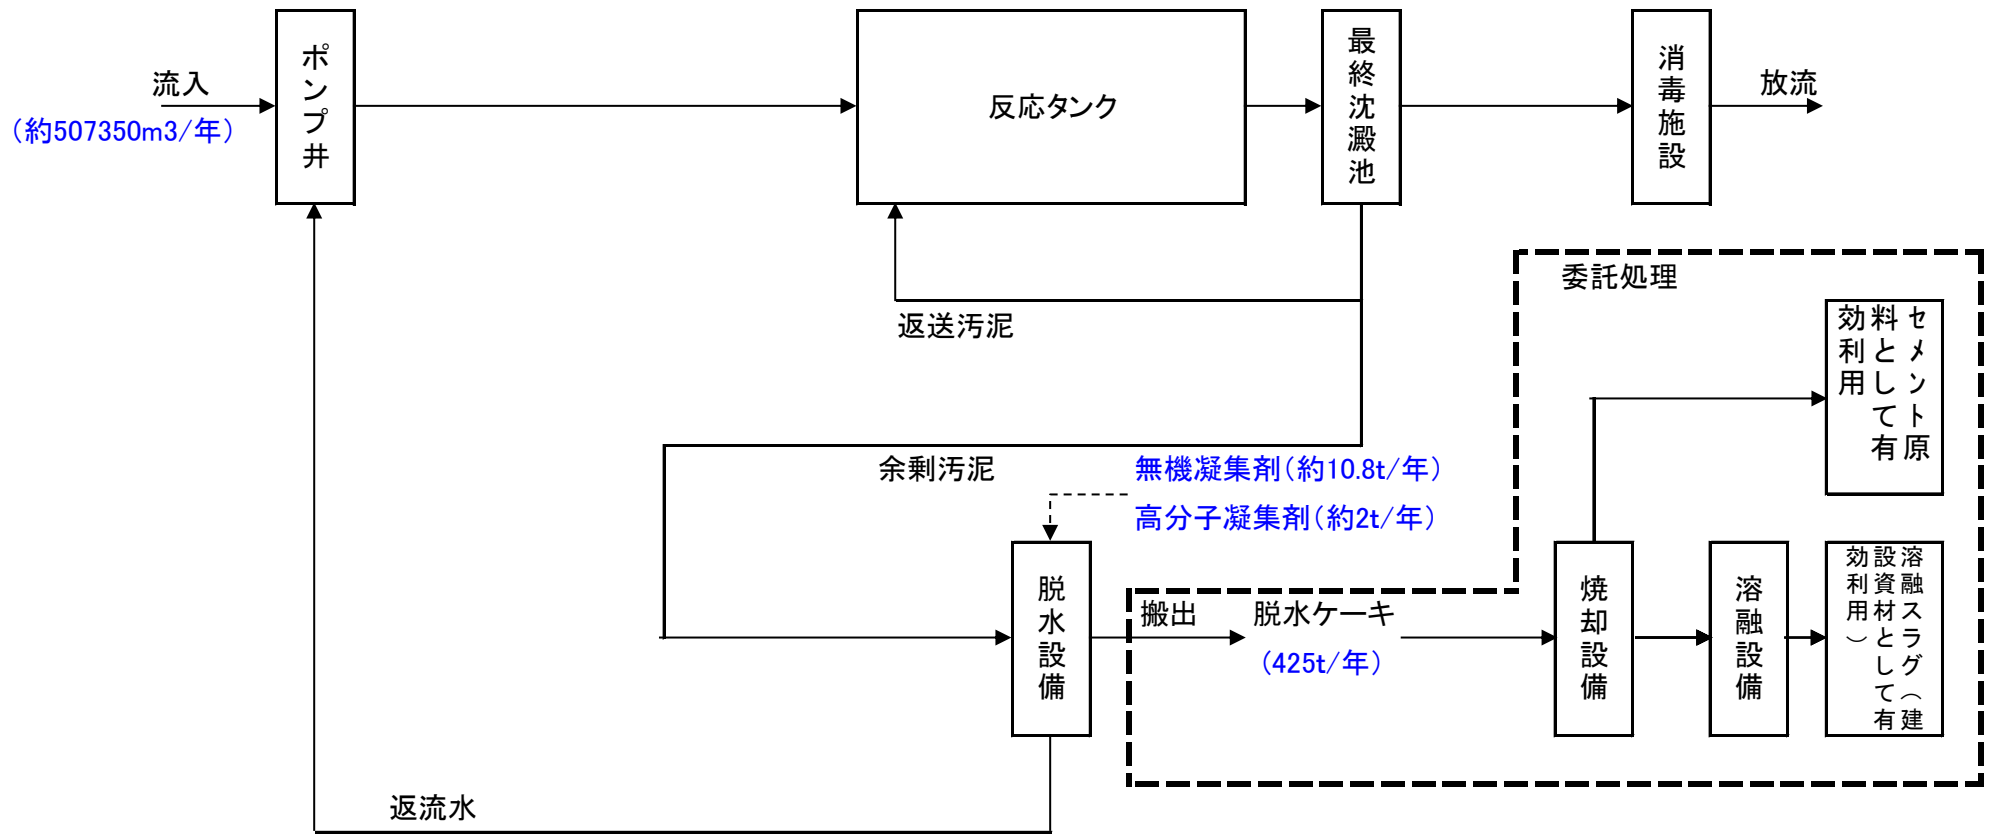 流入
（約507350m3/年）
ポンプ井
反応タンク
最終沈澱池
消毒施設
放流
返送汚泥
委託処理
セメント原
料として有
効利用
余剰汚泥
無機凝集剤（約10.8t/年）
高分子凝集剤（約2t/年）
脱水設備
搬出
脱水ケーキ
（425t/年）
焼却設備
溶融設備
溶融スラグ（建
設資材として有
効利用）
返流水